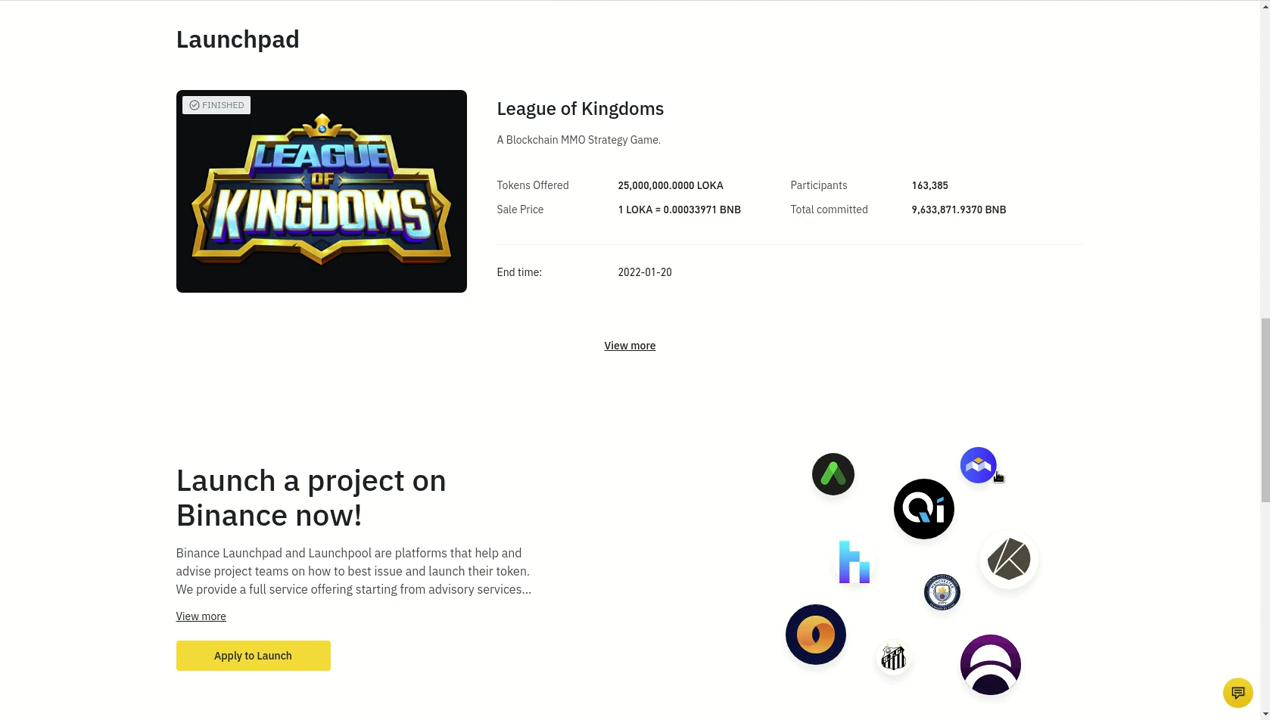 Launchpad
FINISHED
LEAGUE
OF
KINGDOMS
League of Kingdoms
A Blockchain MMO Strategy Game.
Tokens Offered 25,000,000.0000 LOKA Participants 163,385
Sale Price 1 LOKA = 0.00033971 BNB Total committed 9,633,871.9370 BNB
End time: 2022-01-20
View more
Launch a project on
Binance now!
Binance Launchpad and Launchpool are platforms that help and
advise project teams on how to best issue and launch their token.
We provide a full service offering starting from advisory services...
View more
Apply to Launch
Qi